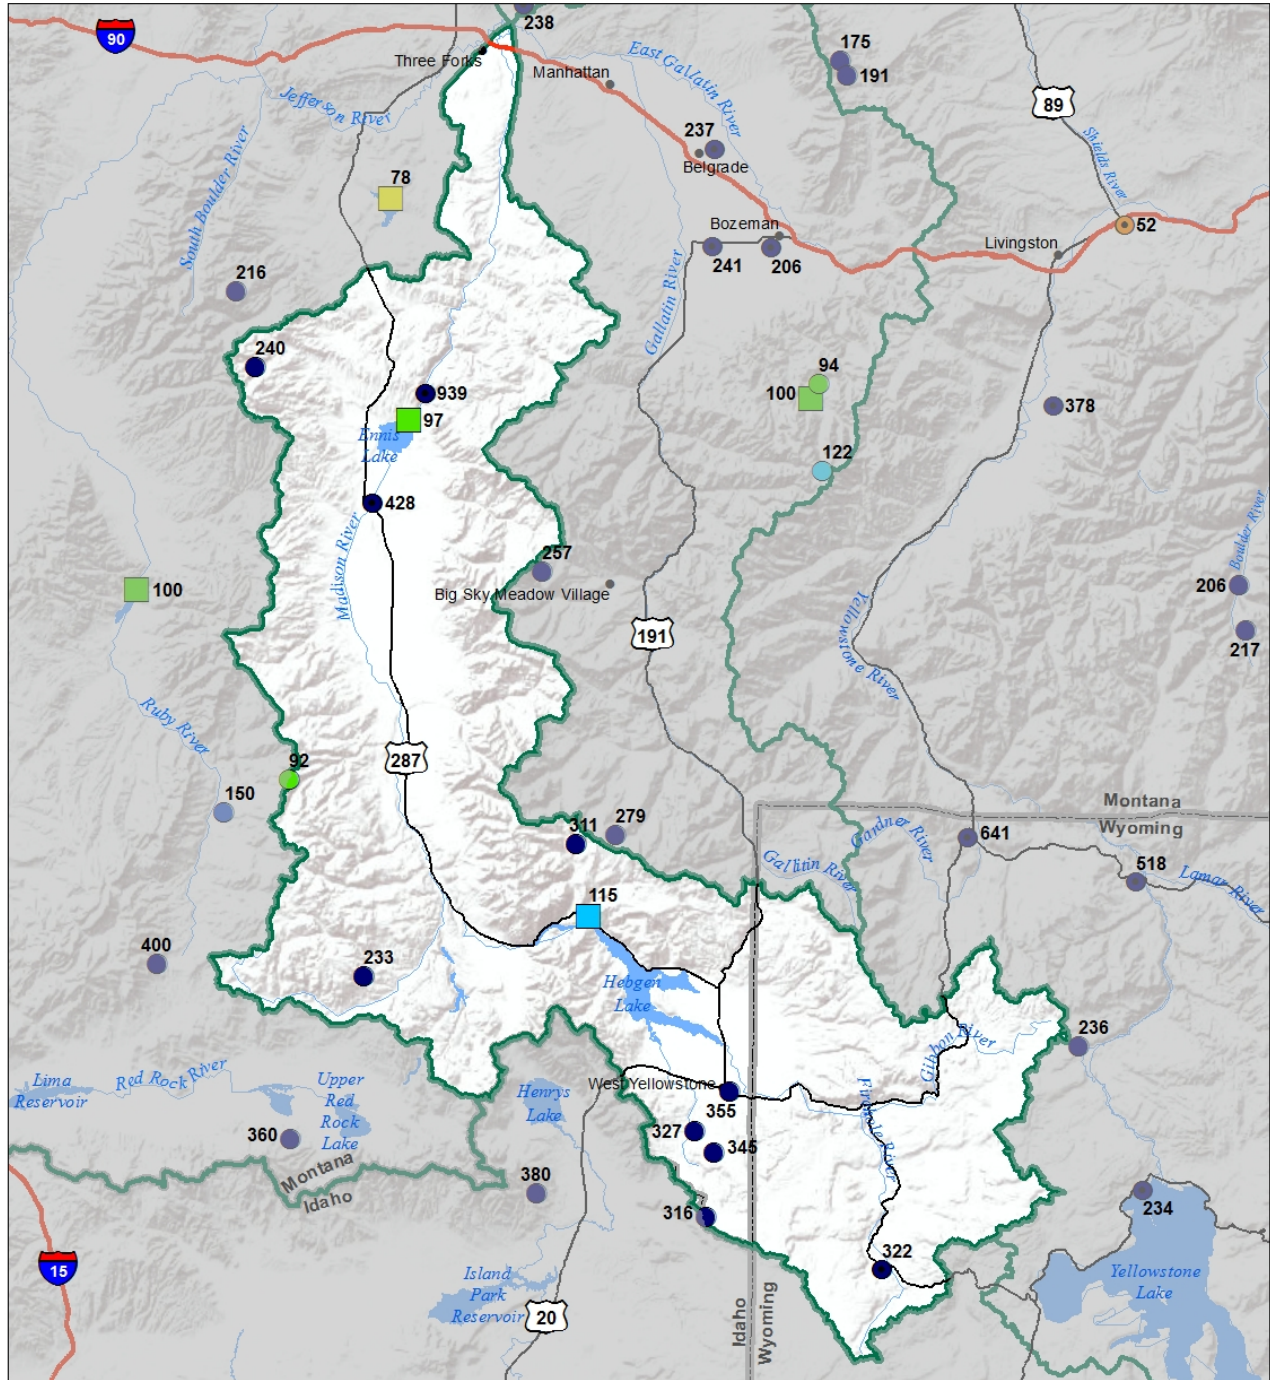 238
90
Three Forks
175
East Gallatin River
191
Manhattan
89
Jefferson River
237
Shields River
South Boulder River
Belgrade
78
Bozeman
52
Livingston
241
206
216
Gallatin River
240
94
939
100
378
97
Ennis
Lake
122
428
Boulder River
Madison River
257
100
206
Big Sky Meadow Village
191
217
Yellowstone River
Ruby River
92
287
150
Montana
Wyoming
311
279
Gardner River
641
Gallitin River
518
Lamar River
115
400
233
Hebgen
Lake
236
Gibbon River
Red Rock River
Lima
Reservoir
Upper
Red
Rock
Lake
Henrys
Lake
West Yellowstone
355
Firehole River
327
360
345
Montana
Idaho
380
234
316
322
15
Island
Park
Reservoir
Yellowstone
Lake
20
Idaho
Wyoming